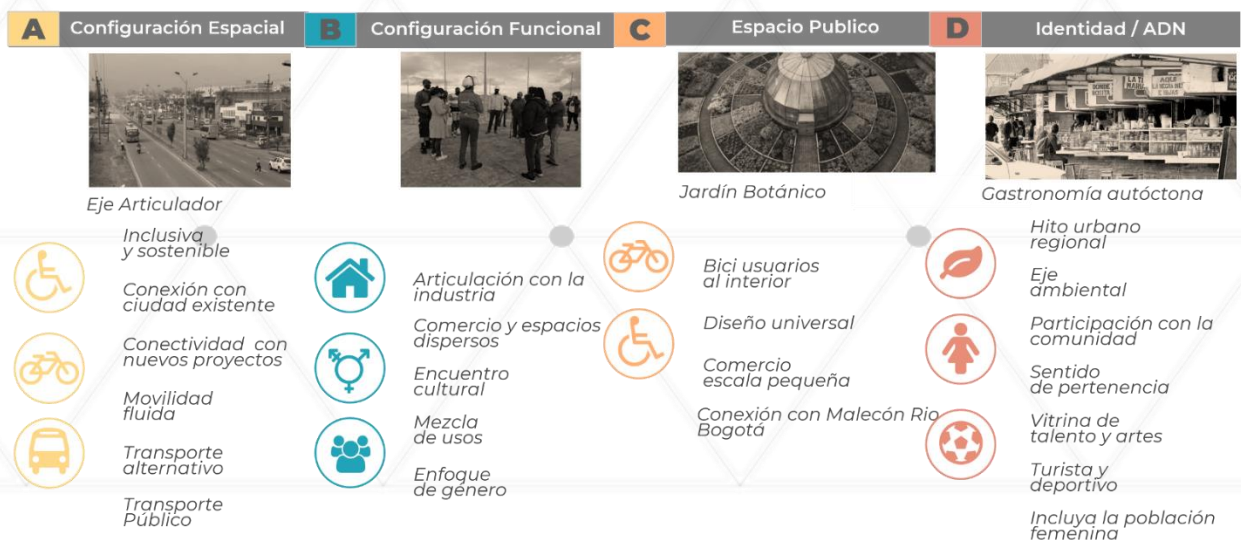 A Configuración Espacial
B Configuración Funcional
C Espacio Publico
D Identidad / ADN
Eje Articulador
Inclusiva
y sostenible
Conexión con
ciudad existente
Conectividad con
nuevos proyectos
Movilidad
fluida
Transporte
alternativo
Transporte
Público
Articulación con la
industria
Comercio y espacios
dispersos
Encuentro
cultural
Mezcla
de usos
Enfoque
de género
Jardín Botánico
Bici usuarios
al interior
Diseño universal
Comercio
escala pequeña
Conexión con Malecón Rio
Bogotá
LA
AQUI
DONDE
Gastronomía autóctona
Hito urbano
regional
Eje
ambiental
Participación con la
comunidad
Sentido
de pertenencia
Vitrina de
talento y artes
Turista y
deportivo
Incluya la población
femenina